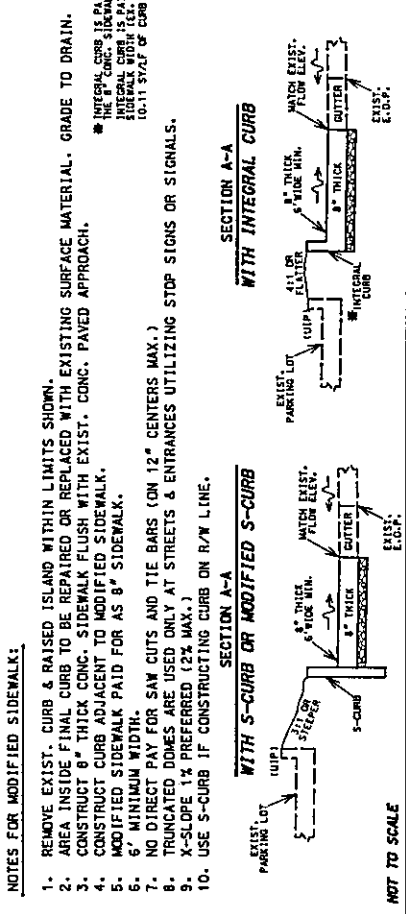 NOTES FOR MODIFIED SIDEWALK:
1. REMOVE EXIST. CURB & RAISED ISLAND WITHIN LIMITS SHOWN.
2. AREA INSIDE FINAL CURB TO BE REPAIRED OR REPLACED WITH EXISTING SURFACE MATERIAL. GRADE TO DRAIN.
3. CONSTRUCT 8" THICK CONC. SIDEWALK FLUSH WITH EXIST. CONC. PAVED APPROACH.
4. CONSTRUCT CURB ADJACENT TO MODIFIED SIDEWALK.
5. MODIFIED SIDEWALK PAID FOR AS 8" SIDEWALK.
6. 6' MINIMUM WIDTH.
7. NO DIRECT PAY FOR SAW CUTS AND TIE BARS (ON 12" CENTERS MAX.)
8. TRUNCATED DOMES ARE USED ONLY AT STREETS & ENTRANCES UTILIZING STOP SIGNS OR SIGNALS.
9. X-SLOPE 1% PREFERRED (2% MAX.)
10. USE S-CURB IF CONSTRUCTING CURB ON R/W LINE.
* INTEGRAL CURB IS PA
THE 8" CONC. SIDEWAL
INTEGRAL CURB IS PA
SIDEWALK WIDTH (EX.
(0.11 SY/LF OF CURB
SECTION A-A
WITH S-CURB OR MODIFIED S-CURB
EXIST.
PARKING LOT
(UIP)
3:1 OR
STEEPER
S-CURB
8" THICK
6'WIDE MIN.
8" THICK
MATCH EXIST.
FLOW ELEV.
GUTTER
EXIST.
E.O.P.
SECTION A-A
WITH INTEGRAL CURB
EXIST.
PARKING LOT
(UIP)
4:1 OR
FLATTER
*INTEGRAL
CURB
8" THICK
6'WIDE MIN.
8" THICK
MATCH EXIST.
FLOW ELEV.
GUTTER
EXIST.
E.O.P.
NOT TO SCALE